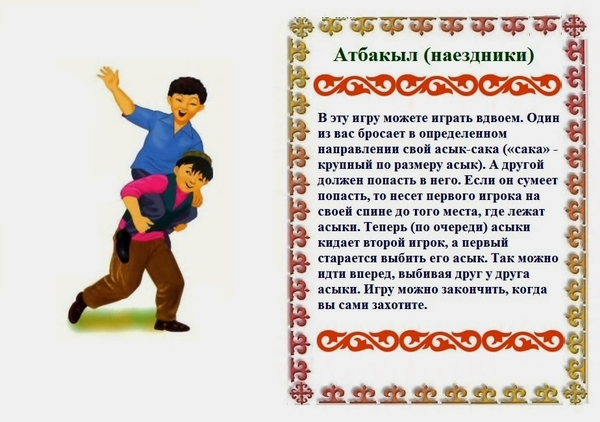 Атбакыл (наездники)
В эту игру можете играть вдвоем. Один
из вас бросает в определенном
направлении свой асык-сака («сака» -
крупный по размеру асык). А другой
должен попасть в него. Если он сумеет
попасть, то несет первого игрока на
своей спине до того места, где лежат
асыки. Теперь (по очереди) асыки
кидает второй игрок, а первый
старается выбить его асык. Так можно
идти вперед, выбивая друг у друга
асыки. Игру можно закончить, когда
вы сами захотите.